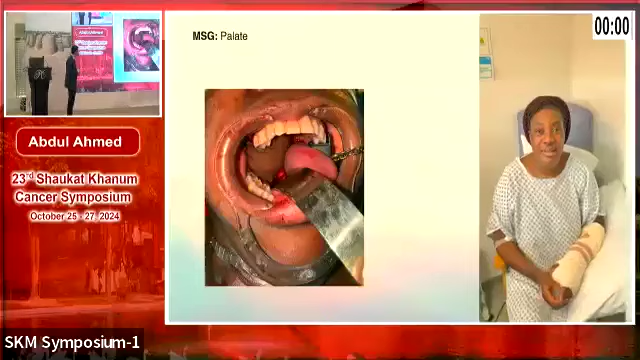 MSG: Palate
00:00
Abdul Ahmed
23rd Shaukat Khanum
Cancer Symposium
October 25 - 27, 2024
SKM Symposium-1